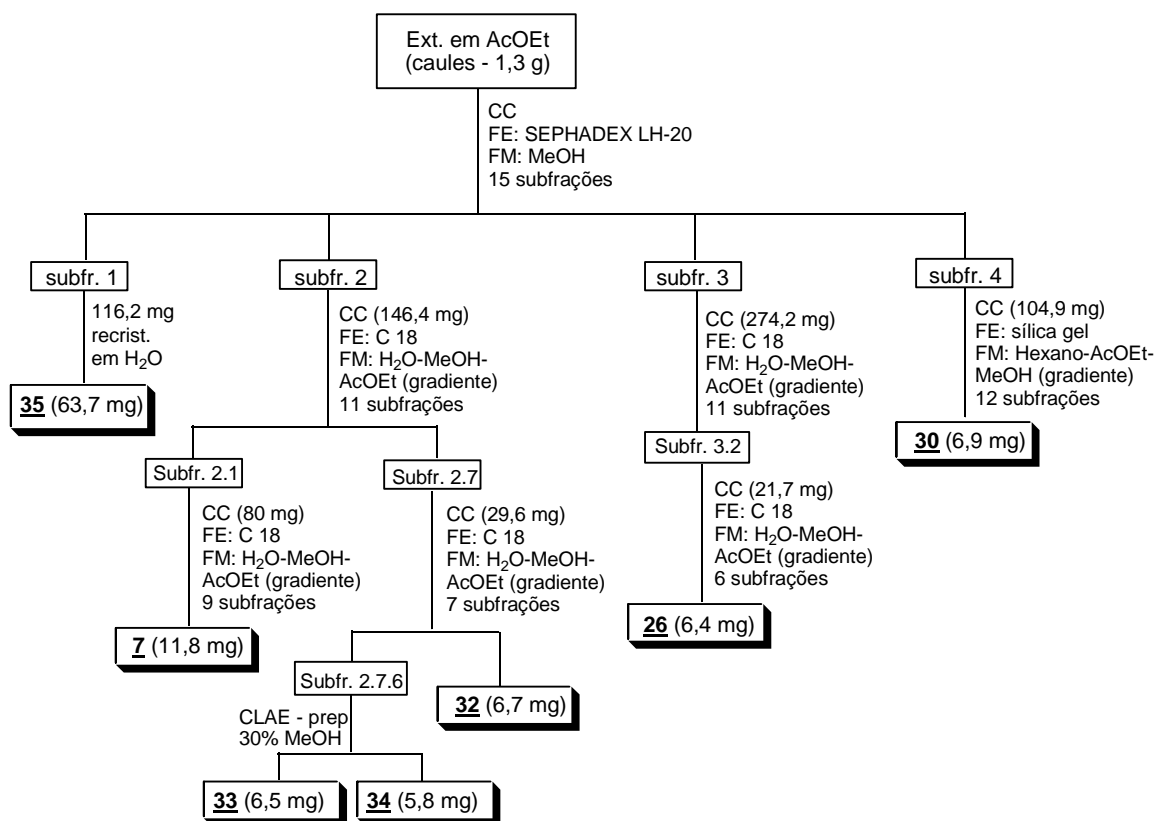 Ext. em AcOEt
(caules - 1,3 g)
CC
FE: SEPHADEX LH-20
FM: MeOH
15 subfrações
subfr. 1
116,2 mg
recrist.
em H₂O
35 (63,7 mg)
subfr. 2
CC (146,4 mg)
FE: C 18
FM: H₂O-MeOH-
AcOEt (gradiente)
11 subfrações
Subfr. 2.1
CC (80 mg)
FE: C 18
FM: H₂O-MeOH-
AcOEt (gradiente)
9 subfrações
7 (11,8 mg)
Subfr. 2.7
CC (29,6 mg)
FE: C 18
FM: H₂O-MeOH-
AcOEt (gradiente)
7 subfrações
Subfr. 2.7.6
CLAE - prep
30% MeOH
33 (6,5 mg)
34 (5,8 mg)
32 (6,7 mg)
subfr. 3
CC (274,2 mg)
FE: C 18
FM: H₂O-MeOH-
AcOEt (gradiente)
11 subfrações
Subfr. 3.2
CC (21,7 mg)
FE: C 18
FM: H₂O-MeOH-
AcOEt (gradiente)
6 subfrações
26 (6,4 mg)
subfr. 4
CC (104,9 mg)
FE: sílica gel
FM: Hexano-AcOEt-
MeOH (gradiente)
12 subfrações
30 (6,9 mg)